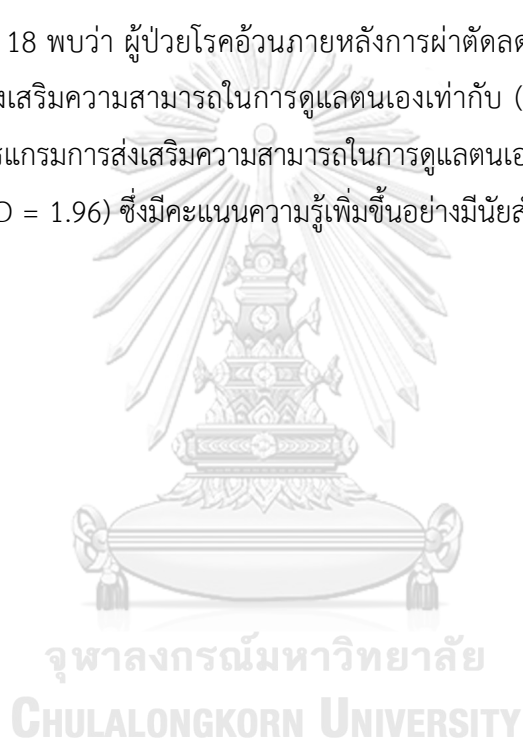 18 พบว่า ผู้ป่วยโรคอ้วนภายหลังการผ่าตัดลด
งเสริมความสามารถในการดูแลตนเองเท่ากับ (
รแกรมการส่งเสริมความสามารถในการดูแลตนเอ
D = 1.96) ซึ่งมีคะแนนความรู้เพิ่มขึ้นอย่างมีนัยส
จุฬาลงกรณ์มหาวิทยาลัย
CHULALONGKORN UNIVERSITY